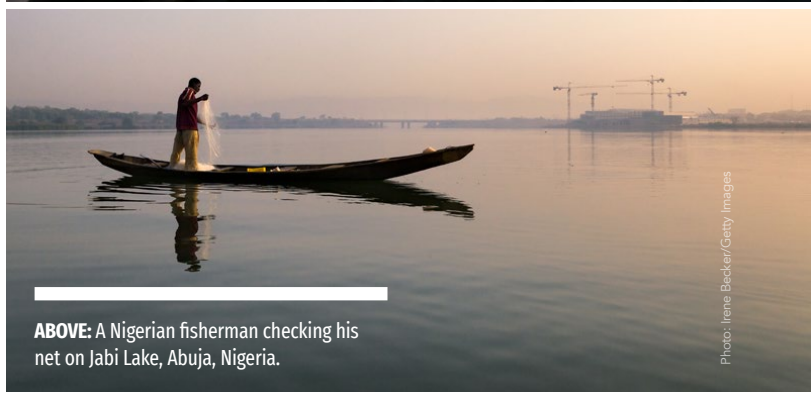 ABOVE: A Nigerian fisherman checking his
net on Jabi Lake, Abuja, Nigeria.
Photo: Irene Becker/Getty Images